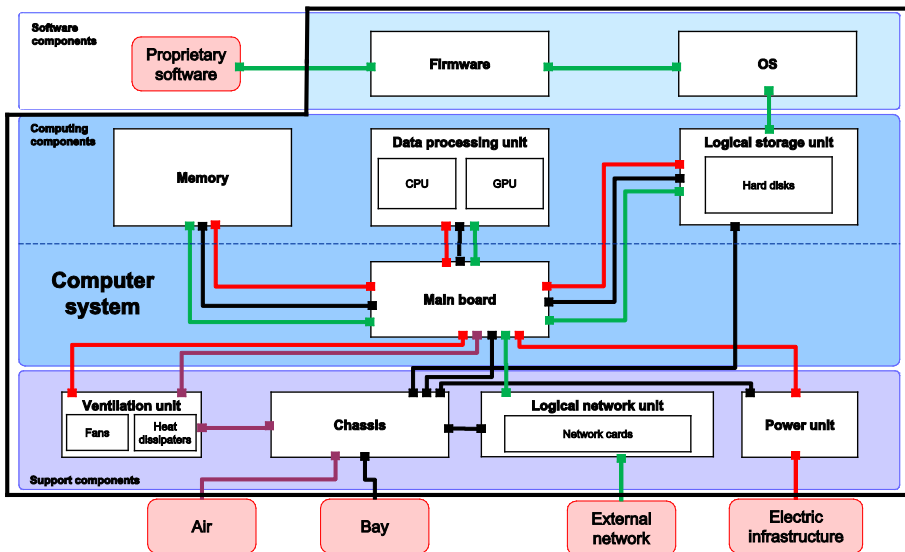 Software
components
Proprietary
software
Firmware
OS
Computing
components
Memory
Data processing unit
CPU
GPU
Logical storage unit
Hard disks
Computer
system
Main board
Ventilation unit
Fans
Heat
dissipaters
Chassis
Logical network unit
Network cards
Power unit
Support components
Air
Bay
External
network
Electric
infrastructure